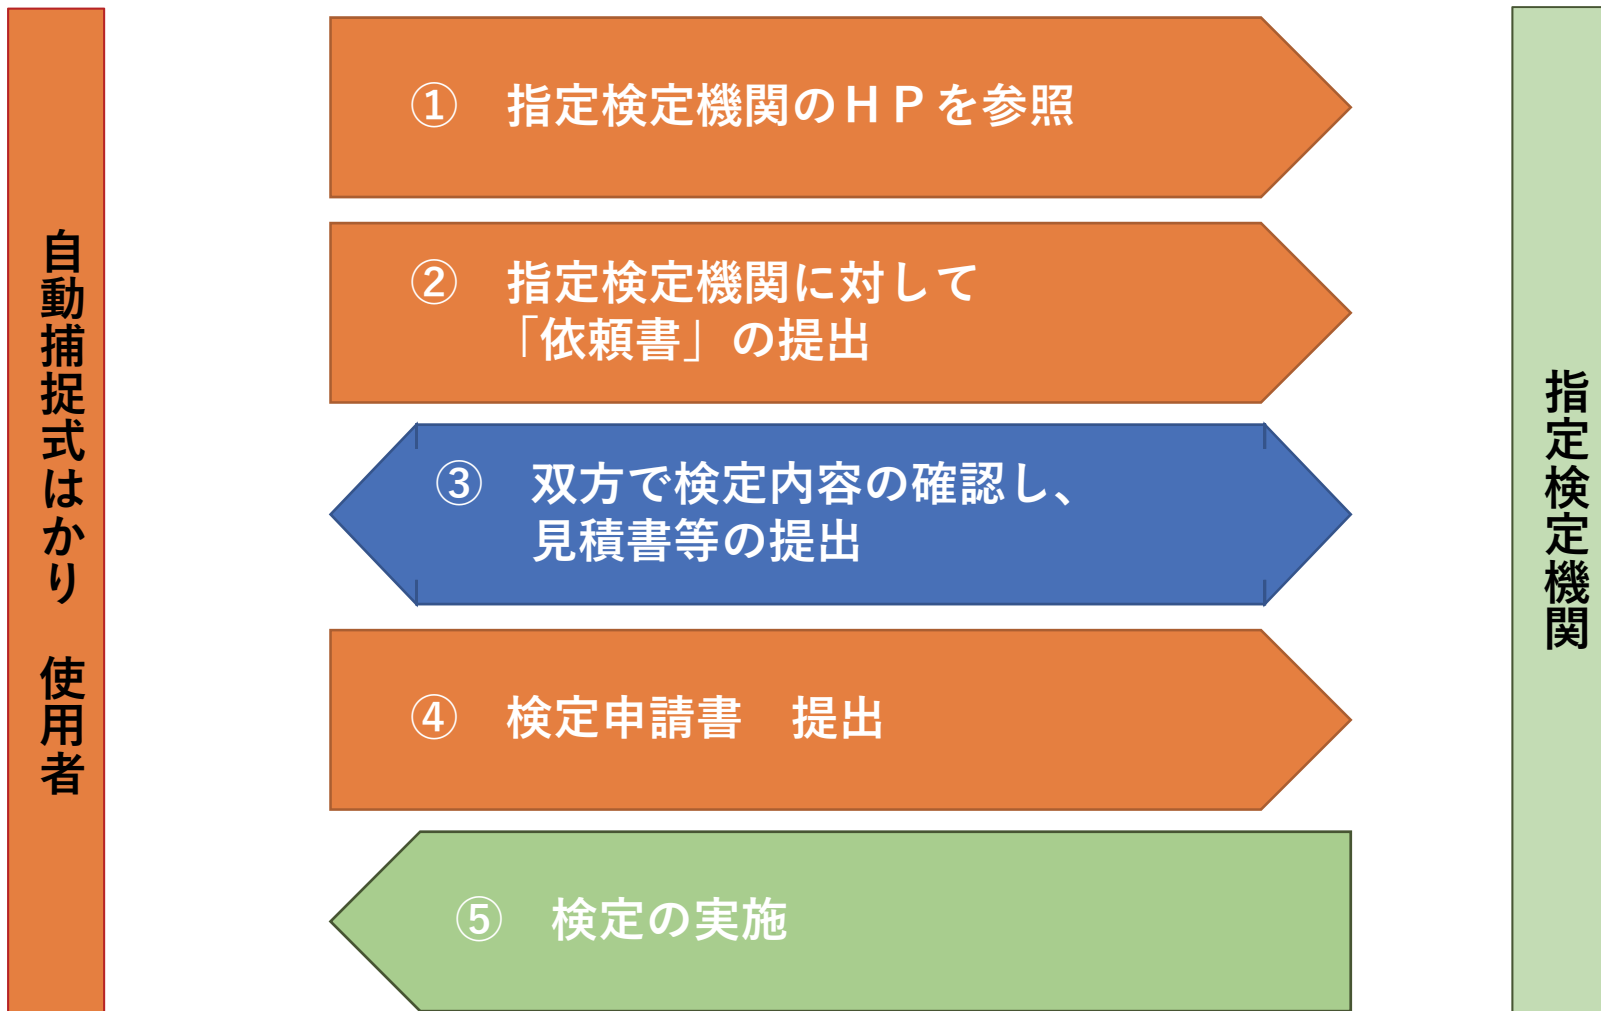 自動捕捉式はかり　使用者
①　指定検定機関のＨＰを参照
②　指定検定機関に対して
「依頼書」の提出
③　双方で検定内容の確認し、
見積書等の提出
④　検定申請書　提出
⑤　検定の実施
指定検定機関